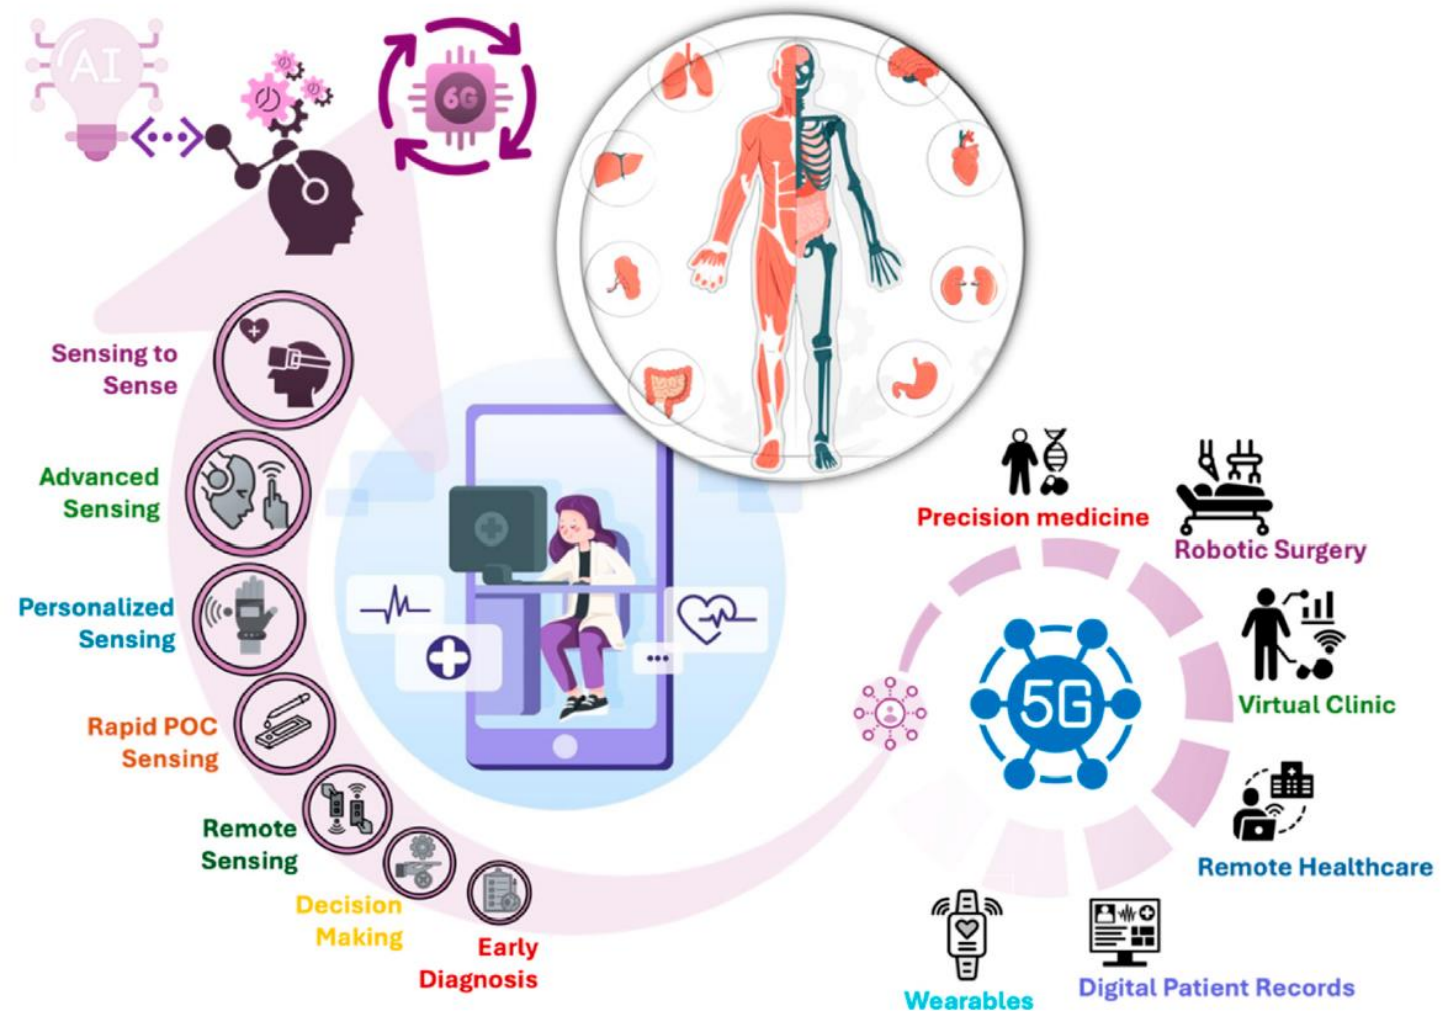 AI
6G
Sensing to
Sense
Advanced
Sensing
Personalized
Sensing
Rapid POC
Sensing
Remote
Sensing
Decision
Making
Early
Diagnosis
Precision medicine
Robotic Surgery
5G
Virtual Clinic
Remote Healthcare
Digital Patient Records
Wearables